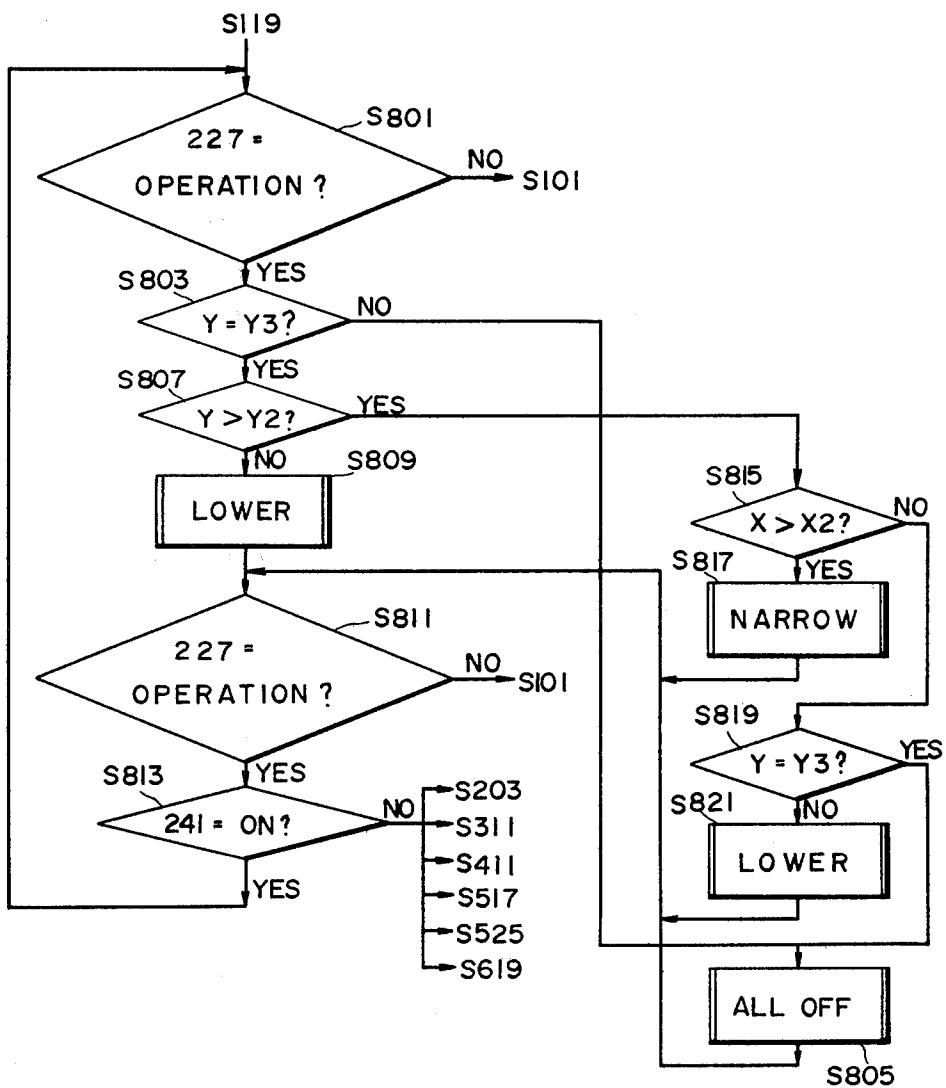 S119
S801
227 =
OPERATION?
NO
S101
YES
S803
Y = Y3?
NO
YES
S807
Y > Y2?
YES
NO
S809
LOWER
S815
X > X2?
NO
YES
S817
NARROW
S811
227 =
OPERATION?
NO
S101
YES
S813
241 = ON?
NO
S203
S311
S411
S517
S525
S619
YES
S819
Y = Y3?
YES
NO
S821
LOWER
ALL OFF
S805